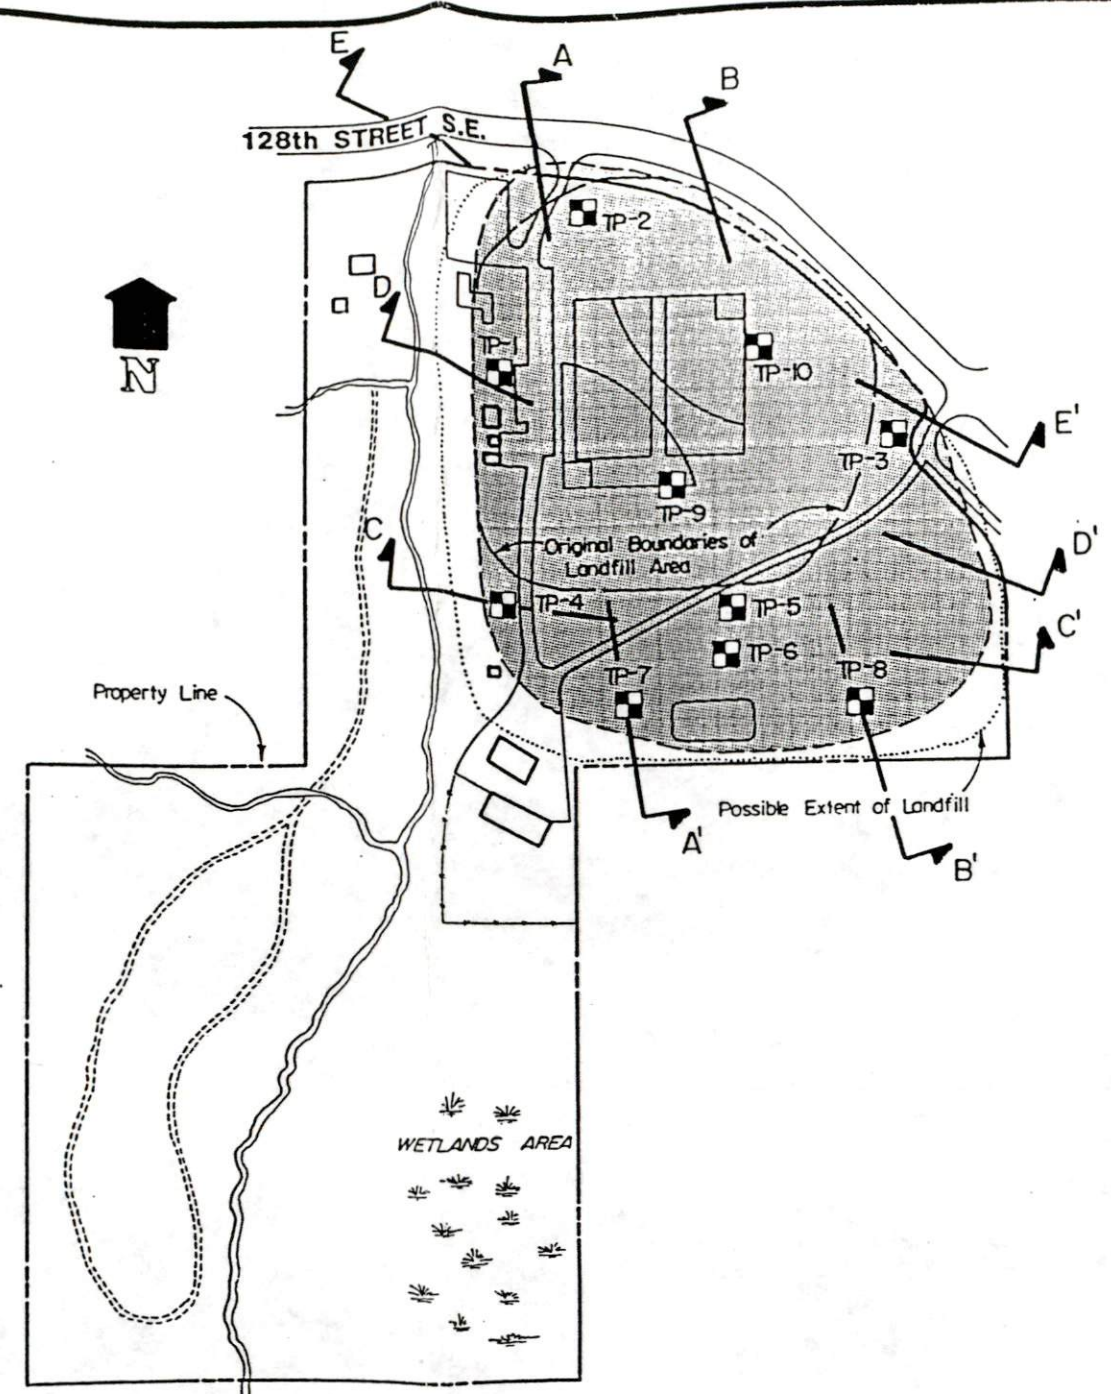 E
A
B
128th STREET S.E.
TP-2
D
N
TP-1
TP-10
E'
TP-3
TP-9
C
Original Boundaries of
Landfill Area
D'
TP-4
TP-5
C'
TP-6
TP-7
TP-8
Property Line
Possible Extent of Landfill
A'
B'
WETLANDS AREA